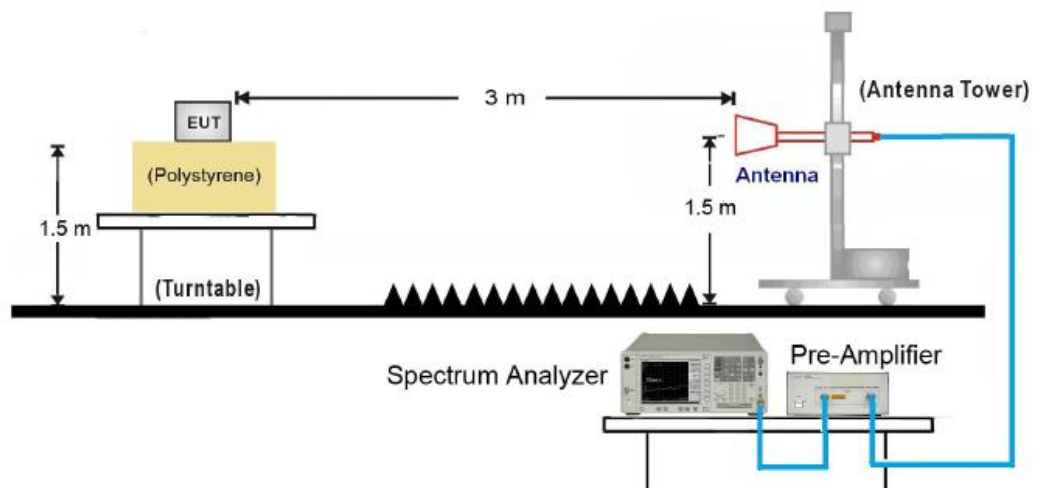 3 m
(Antenna Tower)
EUT
(Polystyrene)
Antenna
1.5 m
1.5 m
(Turntable)
Pre-Amplifier
Spectrum Analyzer